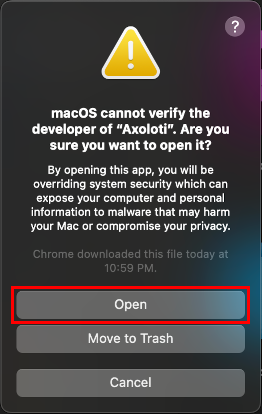 ?
macOS cannot verify the
developer of “Axoloti”. Are you
sure you want to open it?
By opening this app, you will be
overriding system security which can
expose your computer and personal
information to malware that may harm
your Mac or compromise your privacy.
Chrome downloaded this file today at
10:59 PM.
Open
Move to Trash
Cancel